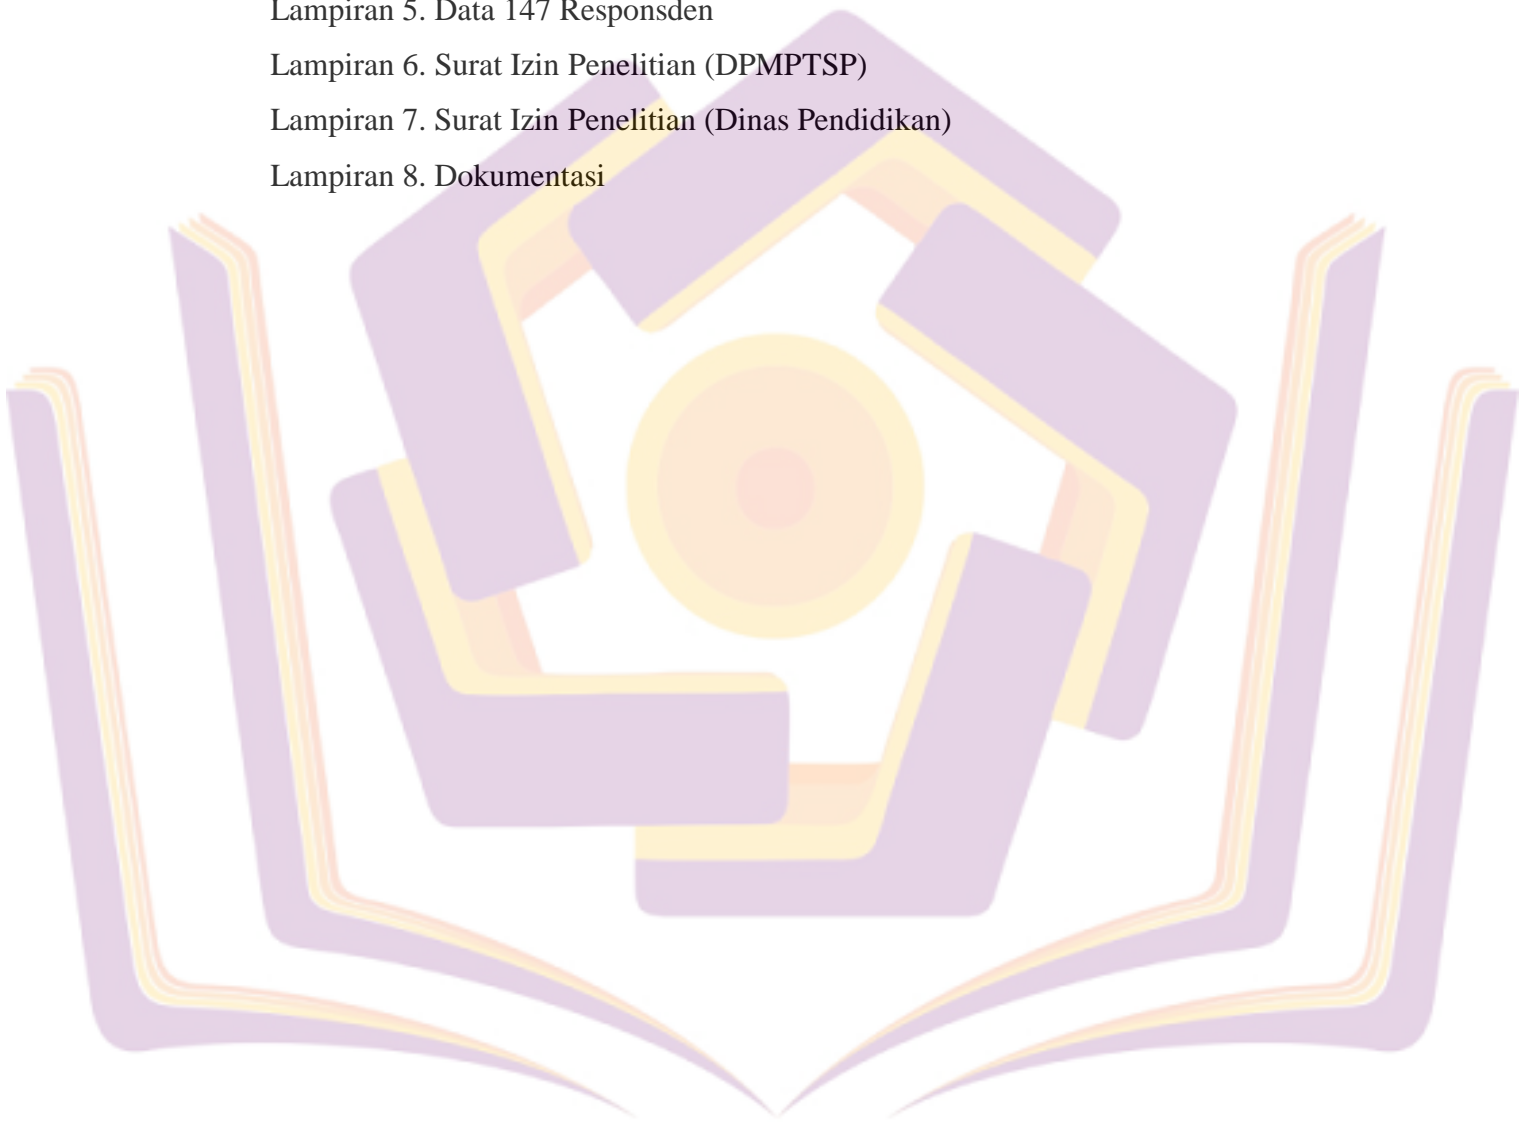 Lampiran 5. Data 147 Responsden
Lampiran 6. Surat Izin Penelitian (DPMPTSP)
Lampiran 7. Surat Izin Penelitian (Dinas Pendidikan)
Lampiran 8. Dokumentasi